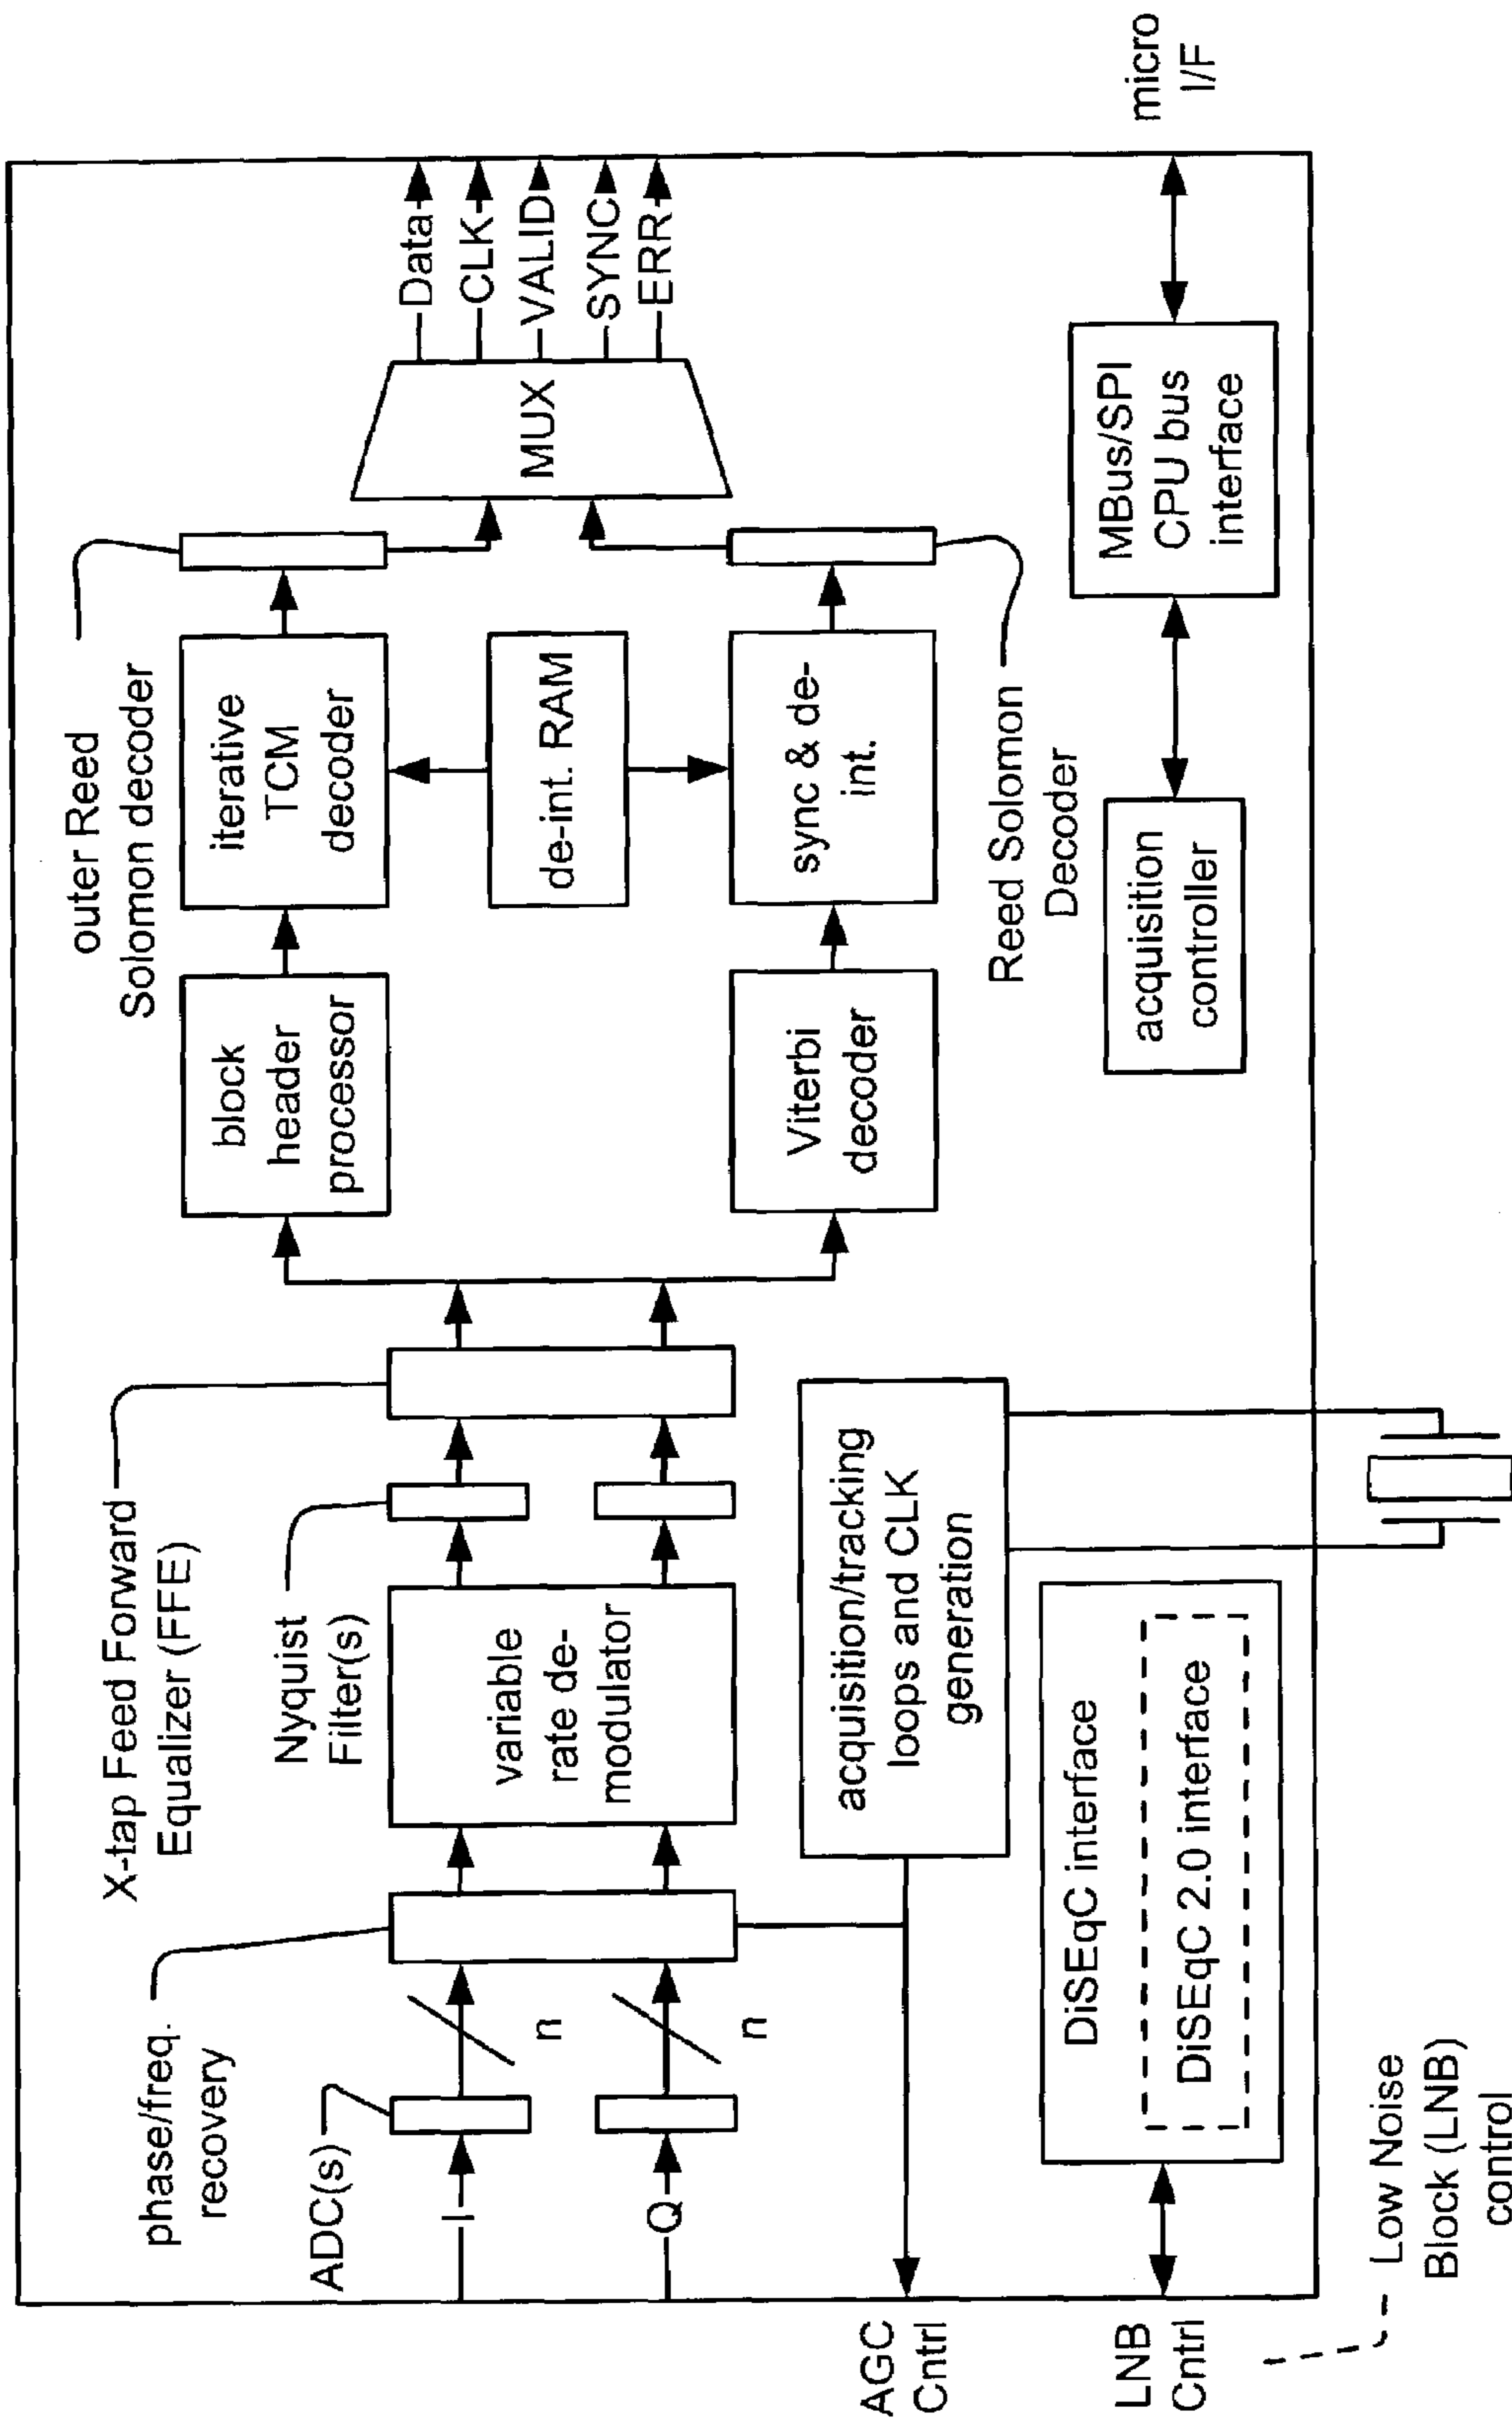 phase/freq.
recovery
X-tap Feed Forward
Equalizer (FFE)
outer Reed
Solomon decoder
ADC(s)
Nyquist
Filter(s)
I
n
Q
n
variable
rate de-
modulator
block
header
processor
iterative
TCM
decoder
de-int. RAM
Viterbi
decoder
sync & de-
int.
MUX
Data
CLK
VALID
SYNC
ERR
Reed Solomon
Decoder
AGC
Cntrl
acquisition/tracking
loops and CLK
generation
LNB
Cntrl
DiSEqC interface
DiSEqC 2.0 interface
acquisition
controller
MBus/SPI
CPU bus
interface
micro
I/F
Low Noise
Block (LNB)
control